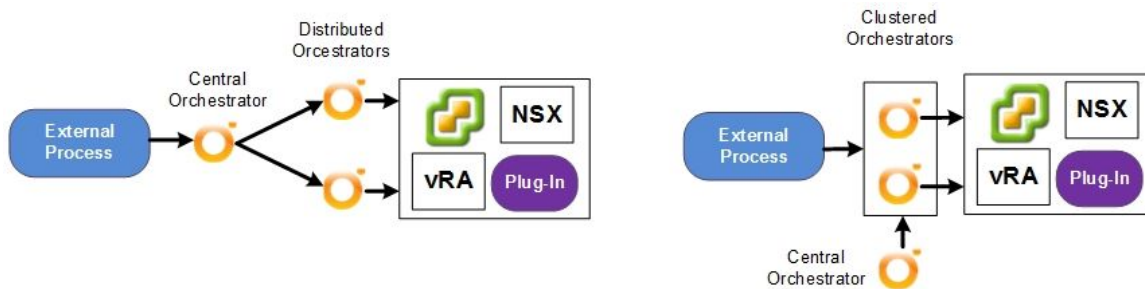 Distributed
Orcestrators
Central
Orchestrator
External
Process
NSX
vRA
Plug-In
Clustered
Orchestrators
External
Process
NSX
vRA
Plug-In
Central
Orchestrator